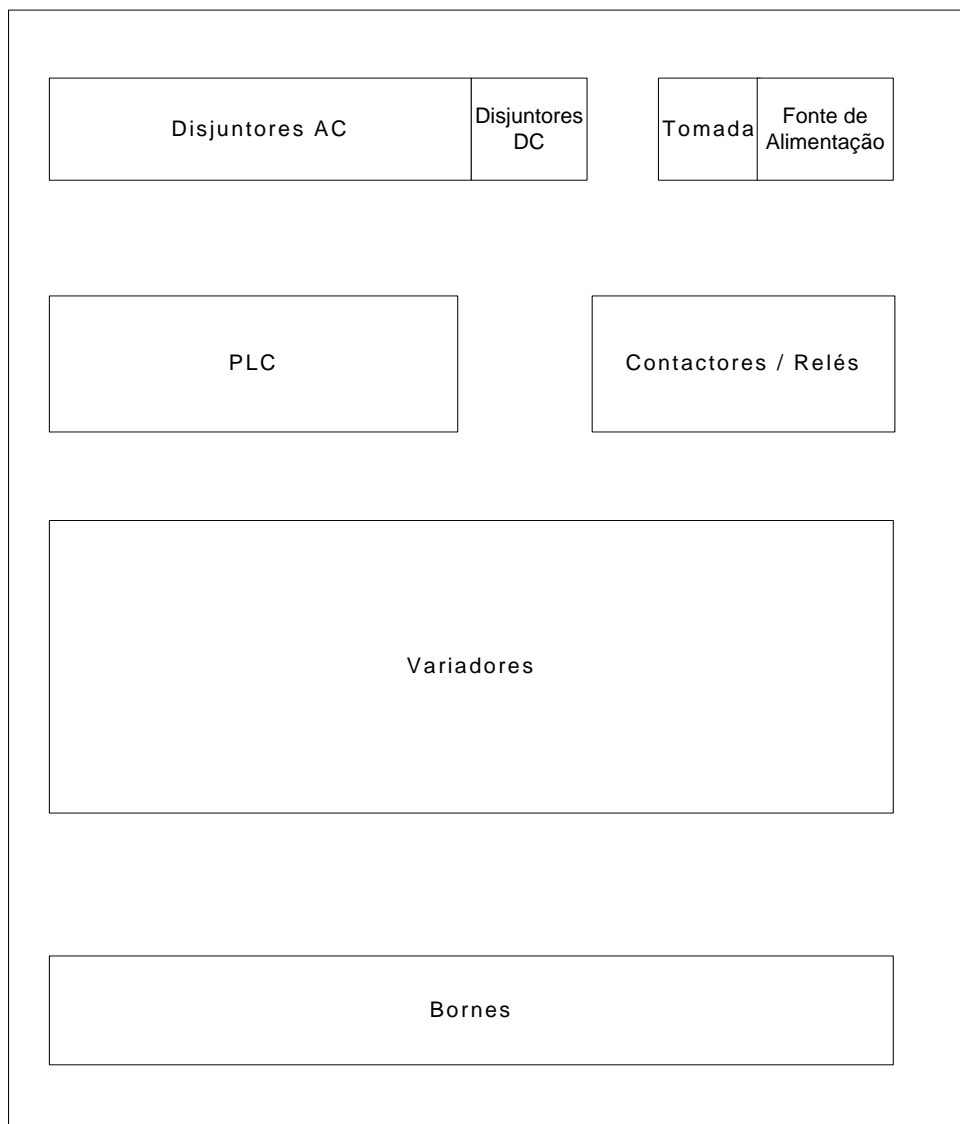 Disjuntores AC
Disjuntores
DC
Tomada
Fonte de
Alimentação
PLC
Contactores / Relés
Variadores
Bornes